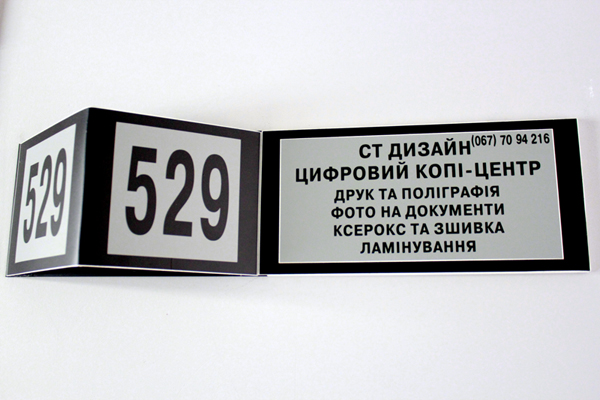 529
529
СТ ДИЗАЙН (067) 70 94 216
ЦИФРОВИЙ КОПІ-ЦЕНТР
ДРУК ТА ПОЛІГРАФІЯ
ФОТО НА ДОКУМЕНТИ
КСЕРОКС ТА ЗШИВКА
ЛАМІНУВАННЯ